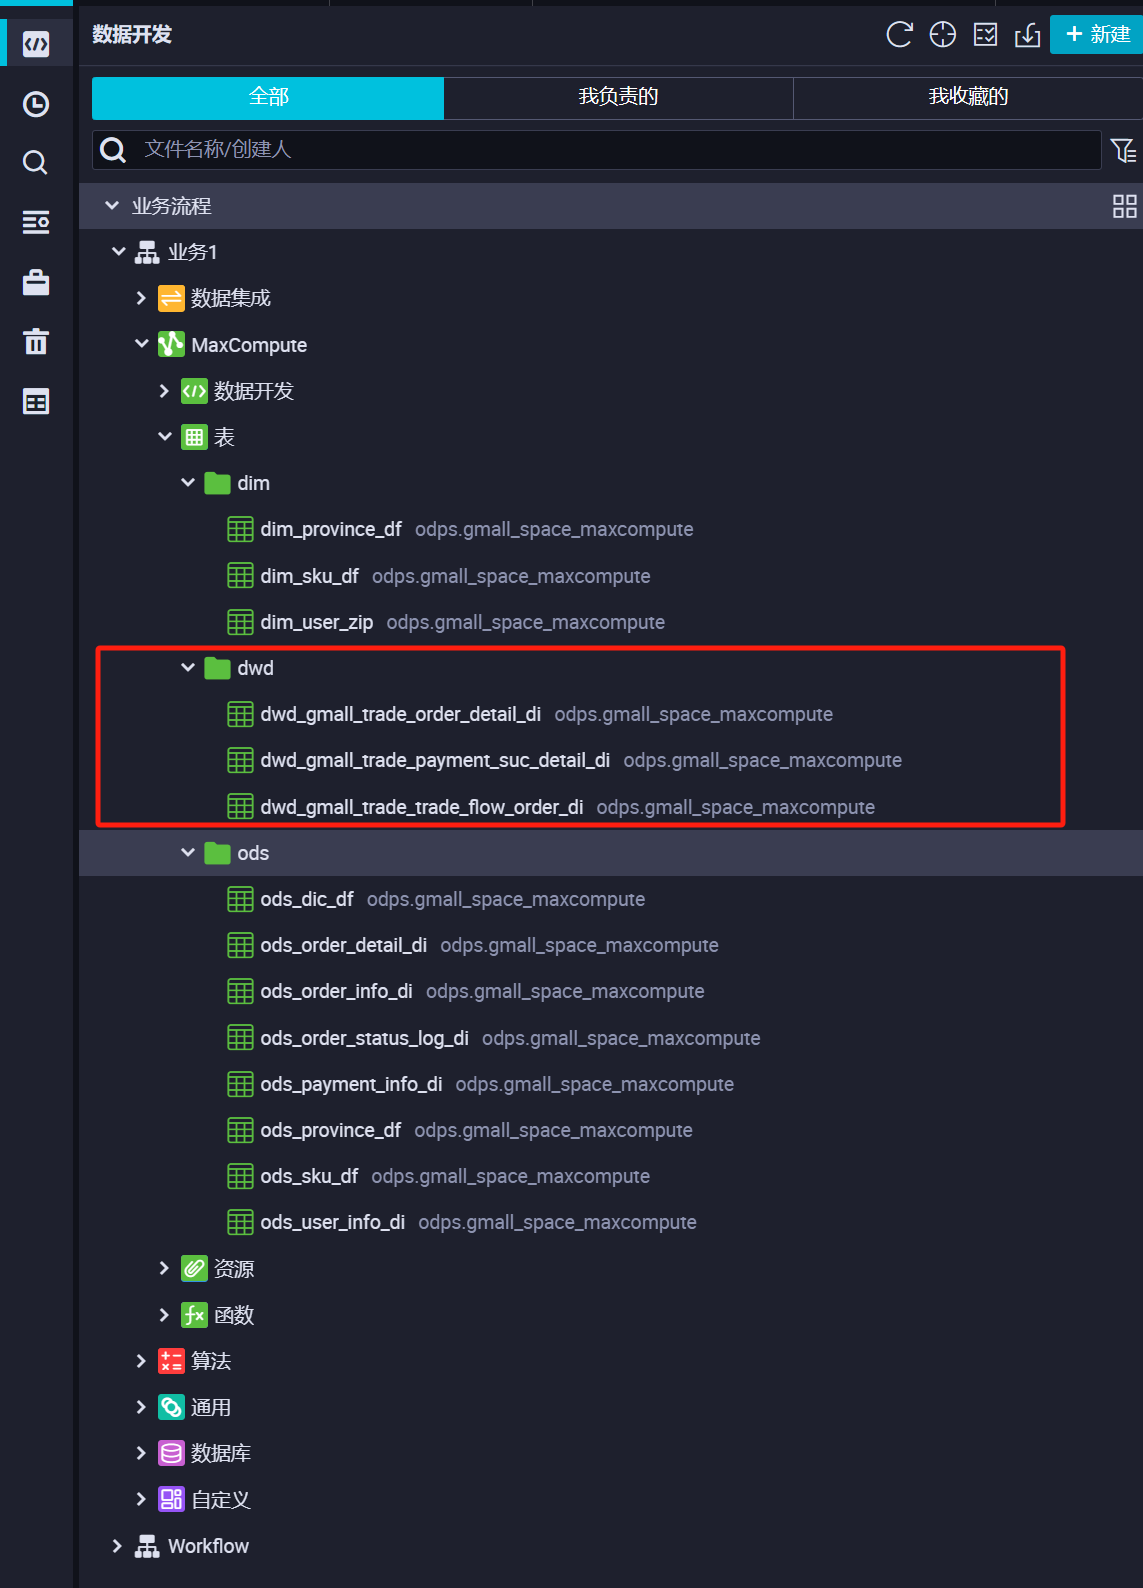 数据开发
新建
全部 我负责的 我收藏的
文件名称/创建人
业务流程
业务1
数据集成
MaxCompute
数据开发
表
dim
dim_province_df odps.gmall_space_maxcompute
dim_sku_df odps.gmall_space_maxcompute
dim_user_zip odps.gmall_space_maxcompute
dwd
dwd_gmall_trade_order_detail_di odps.gmall_space_maxcompute
dwd_gmall_trade_payment_suc_detail_di odps.gmall_space_maxcompute
dwd_gmall_trade_trade_flow_order_di odps.gmall_space_maxcompute
ods
ods_dic_df odps.gmall_space_maxcompute
ods_order_detail_di odps.gmall_space_maxcompute
ods_order_info_di odps.gmall_space_maxcompute
ods_order_status_log_di odps.gmall_space_maxcompute
ods_payment_info_di odps.gmall_space_maxcompute
ods_province_df odps.gmall_space_maxcompute
ods_sku_df odps.gmall_space_maxcompute
ods_user_info_di odps.gmall_space_maxcompute
资源
函数
算法
通用
数据库
自定义
Workflow